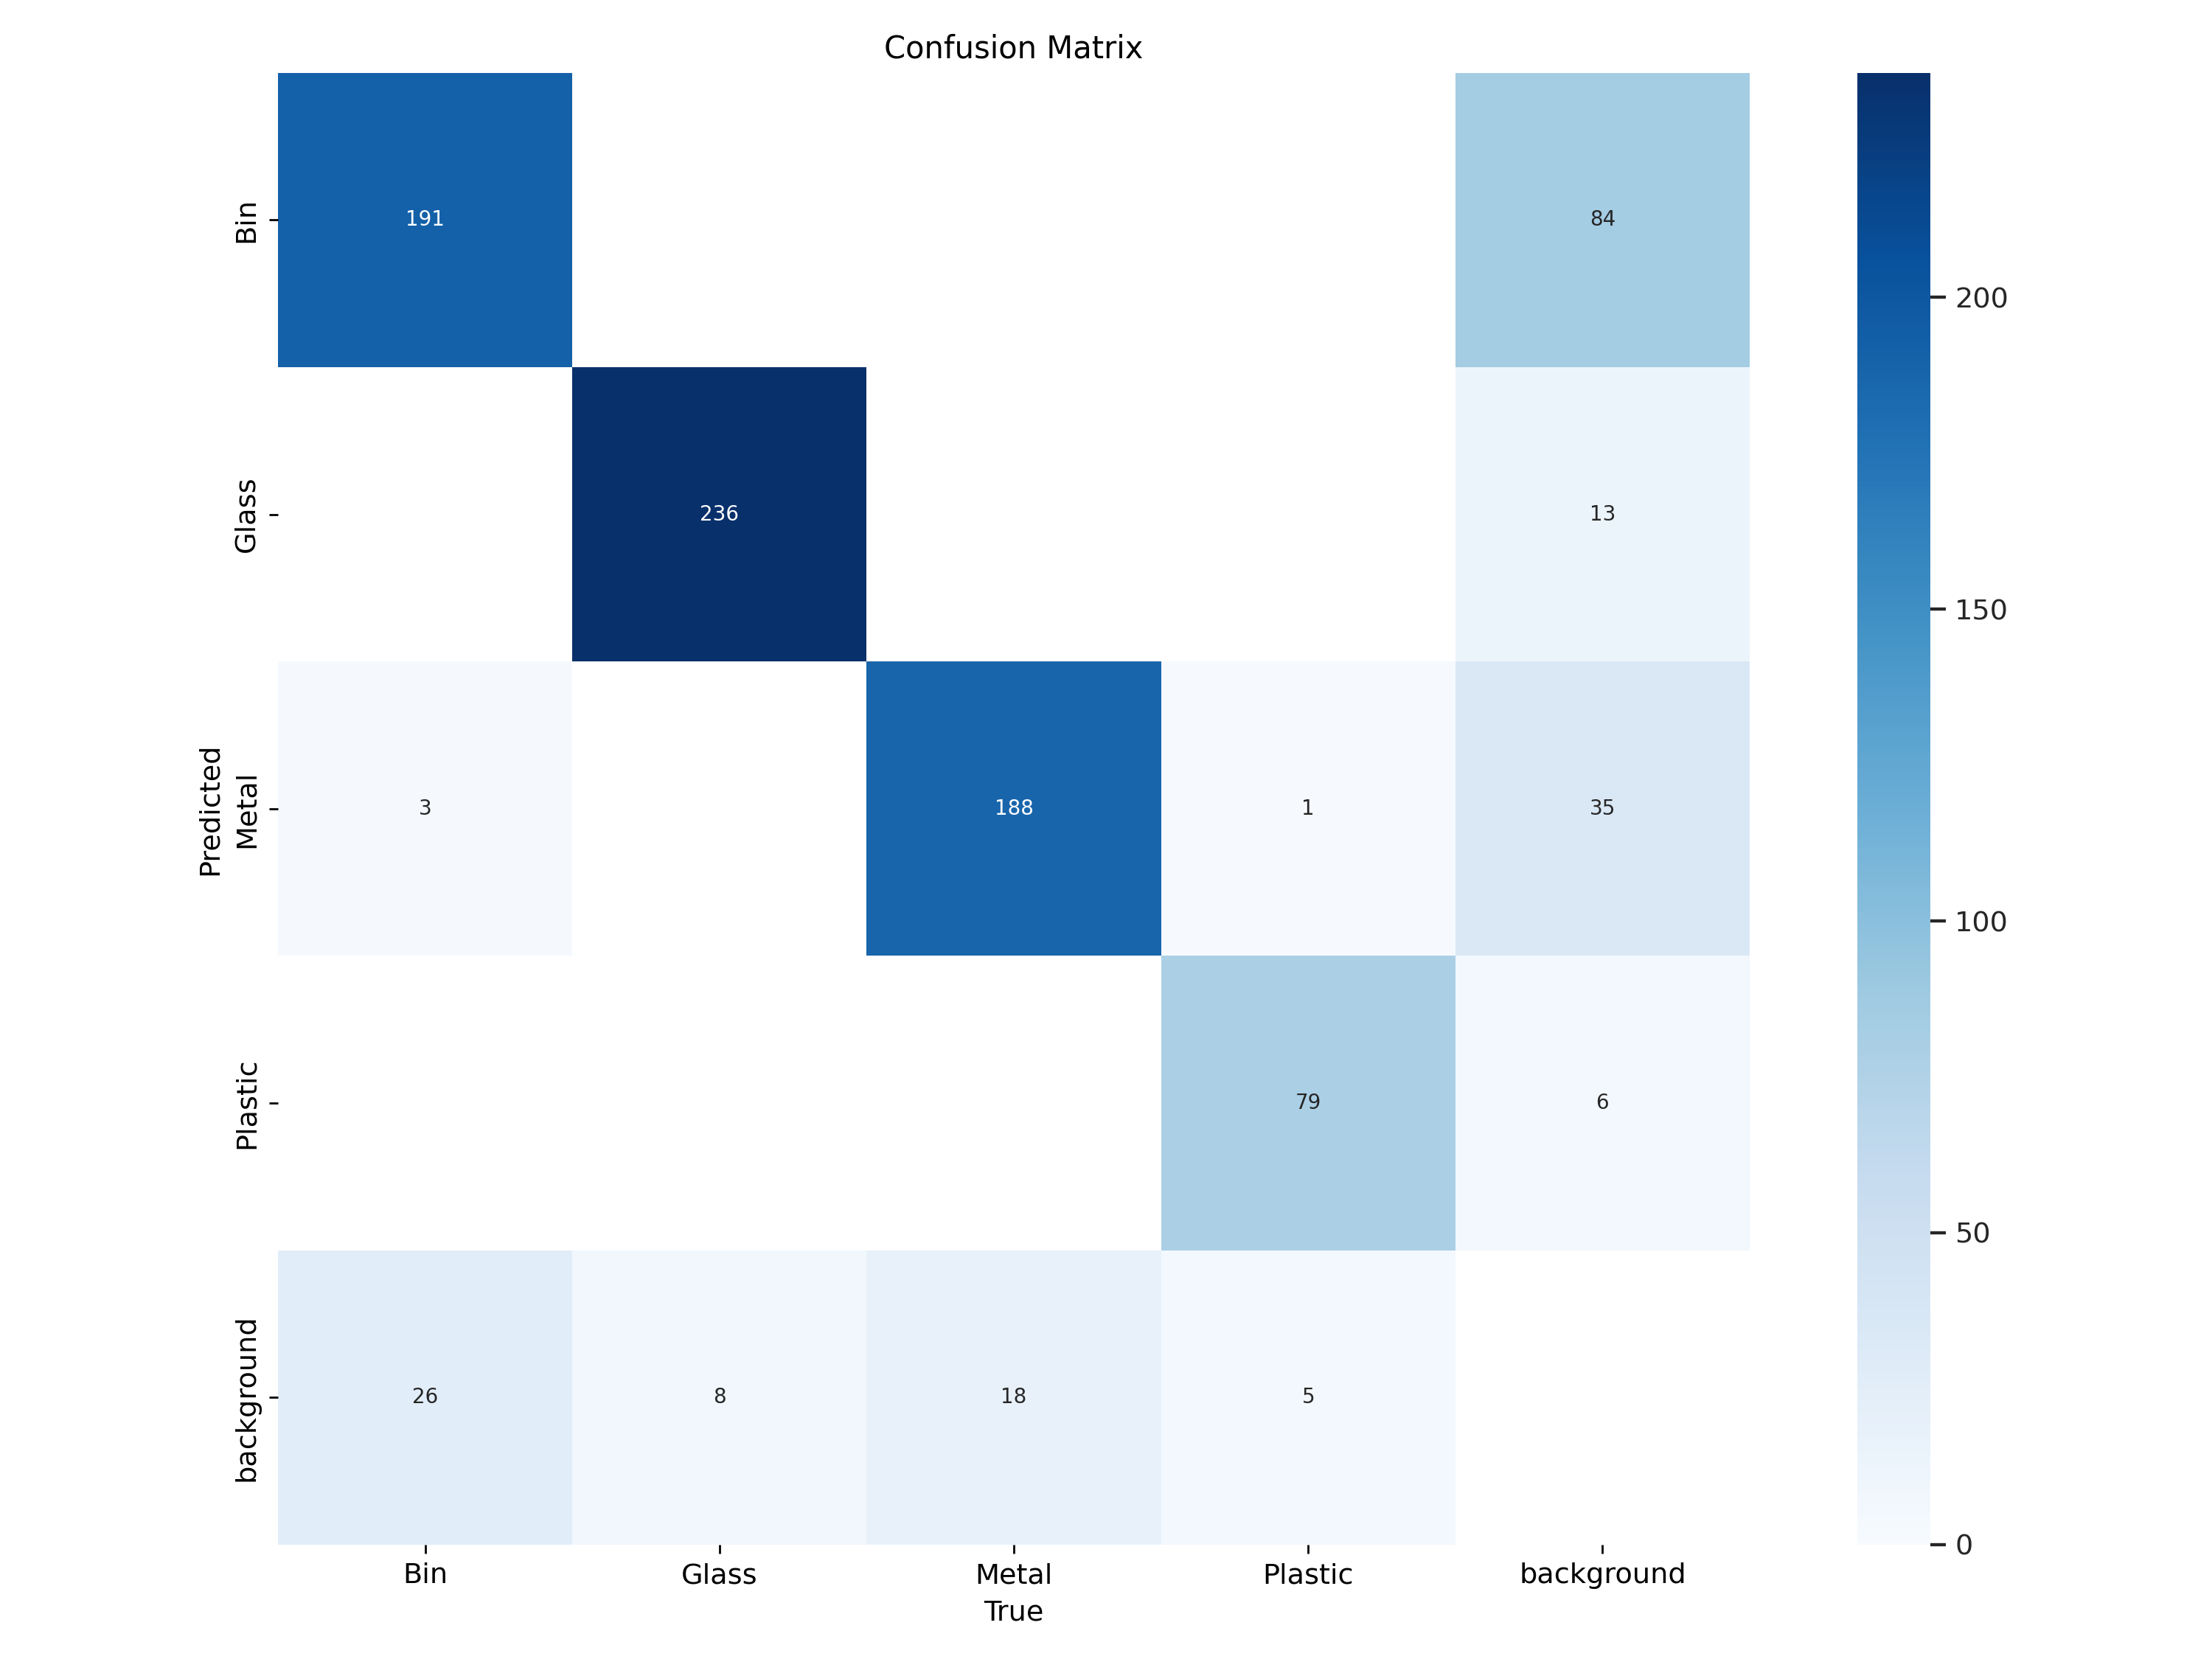 Confusion Matrix
Bin
191
84
200
Glass
236
13
150
Predicted
Metal
3
188
1
35
100
Plastic
79
6
50
background
26
8
18
5
0
Bin
Glass
Metal
Plastic
background
True